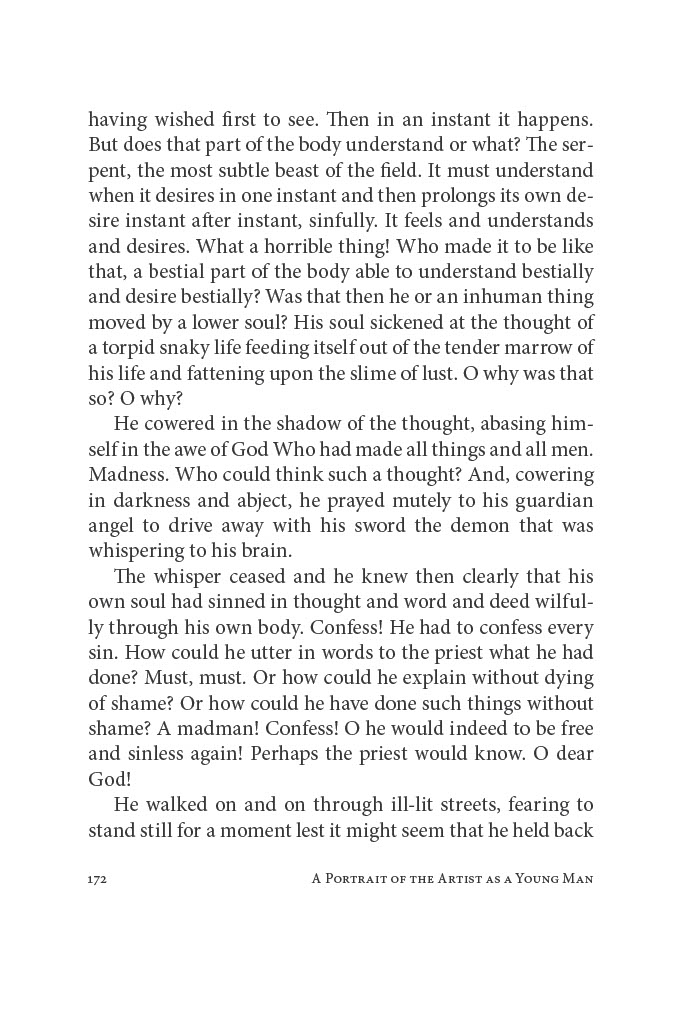 having wished first to see. Then in an instant it happens.
But does that part of the body understand or what? The ser-
pent, the most subtle beast of the field. It must understand
when it desires in one instant and then prolongs its own de-
sire instant after instant, sinfully. It feels and understands
and desires. What a horrible thing! Who made it to be like
that, a bestial part of the body able to understand bestially
and desire bestially? Was that then he or an inhuman thing
moved by a lower soul? His soul sickened at the thought of
a torpid snaky life feeding itself out of the tender marrow of
his life and fattening upon the slime of lust. O why was that
so? O why?
He cowered in the shadow of the thought, abasing him-
self in the awe of God Who had made all things and all men.
Madness. Who could think such a thought? And, cowering
in darkness and abject, he prayed mutely to his guardian
angel to drive away with his sword the demon that was
whispering to his brain.
The whisper ceased and he knew then clearly that his
own soul had sinned in thought and word and deed wilful-
ly through his own body. Confess! He had to confess every
sin. How could he utter in words to the priest what he had
done? Must, must. Or how could he explain without dying
of shame? Or how could he have done such things without
shame? A madman! Confess! O he would indeed to be free
and sinless again! Perhaps the priest would know. O dear
God!
He walked on and on through ill-lit streets, fearing to
stand still for a moment lest it might seem that he held back
172 A Portrait of the Artist as a Young Man